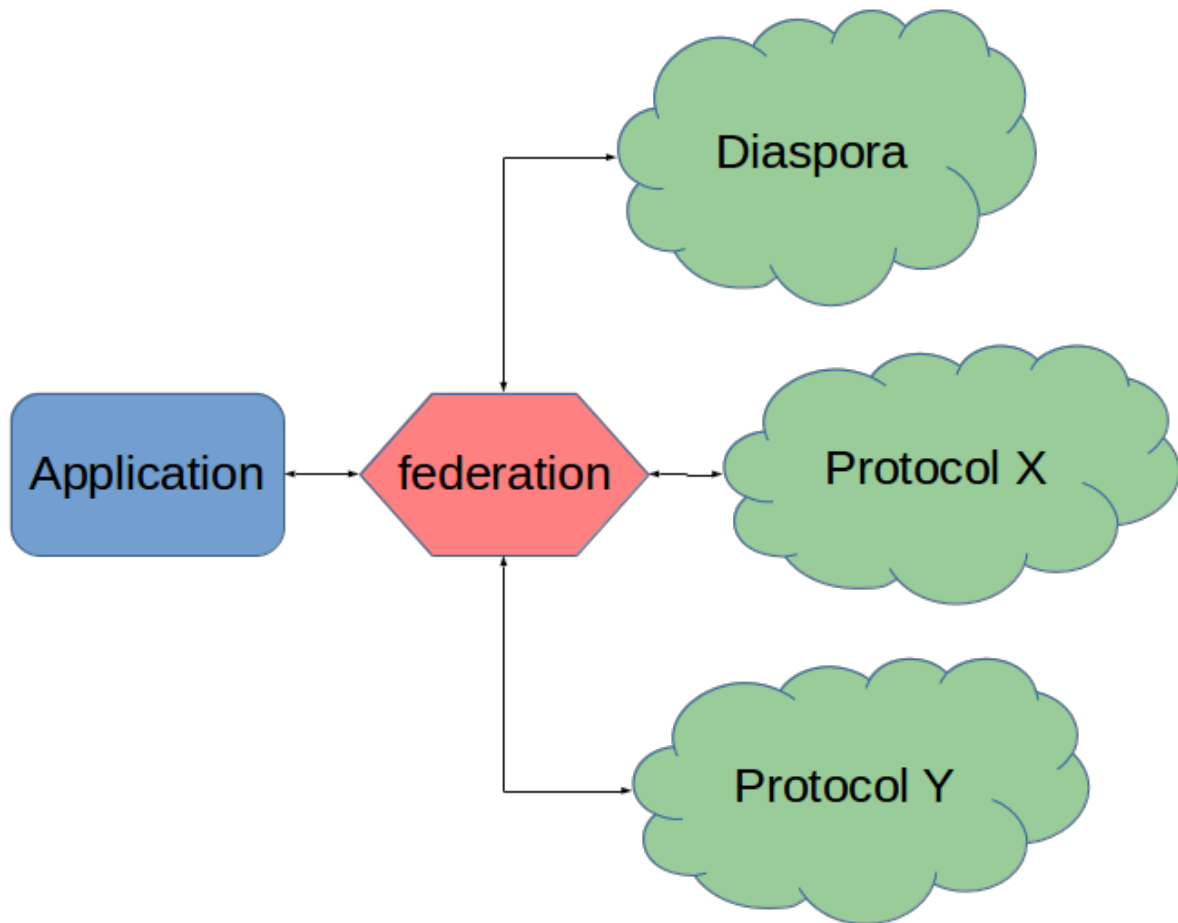 Diaspora
Application
federation
Protocol X
Protocol Y